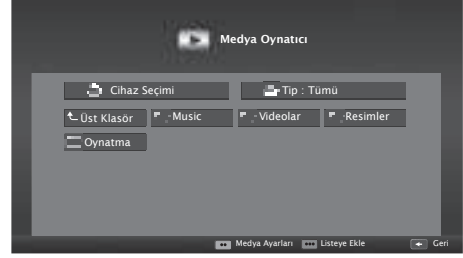 Medya Oynatıcı
Cihaz Seçimi Tip : Tümü
Üst Klasör -Music -Videolar -Resimler
Oynatma
Medya Ayarları Listeye Ekle Geri